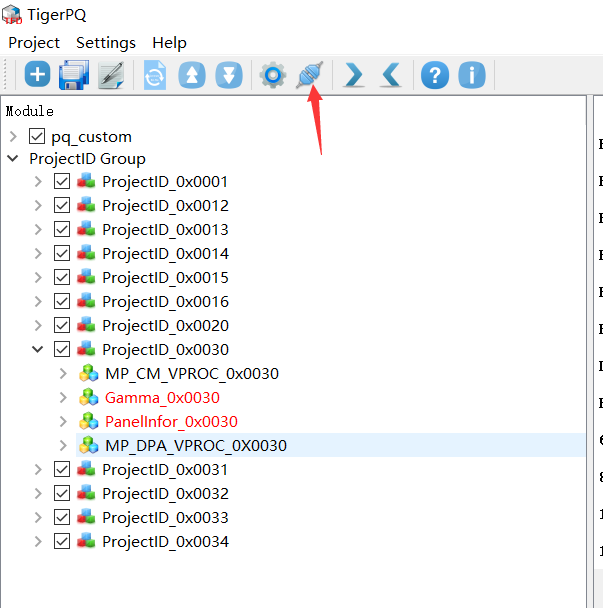 TigerPQ
Project Settings Help
Module
pq_custom
ProjectID Group
ProjectID_0x0001
ProjectID_0x0012
ProjectID_0x0013
ProjectID_0x0014
ProjectID_0x0015
ProjectID_0x0016
ProjectID_0x0020
ProjectID_0x0030
MP_CM_VPROC_0x0030
Gamma_0x0030
PanelInfor_0x0030
MP_DPA_VPROC_0X0030
ProjectID_0x0031
ProjectID_0x0032
ProjectID_0x0033
ProjectID_0x0034